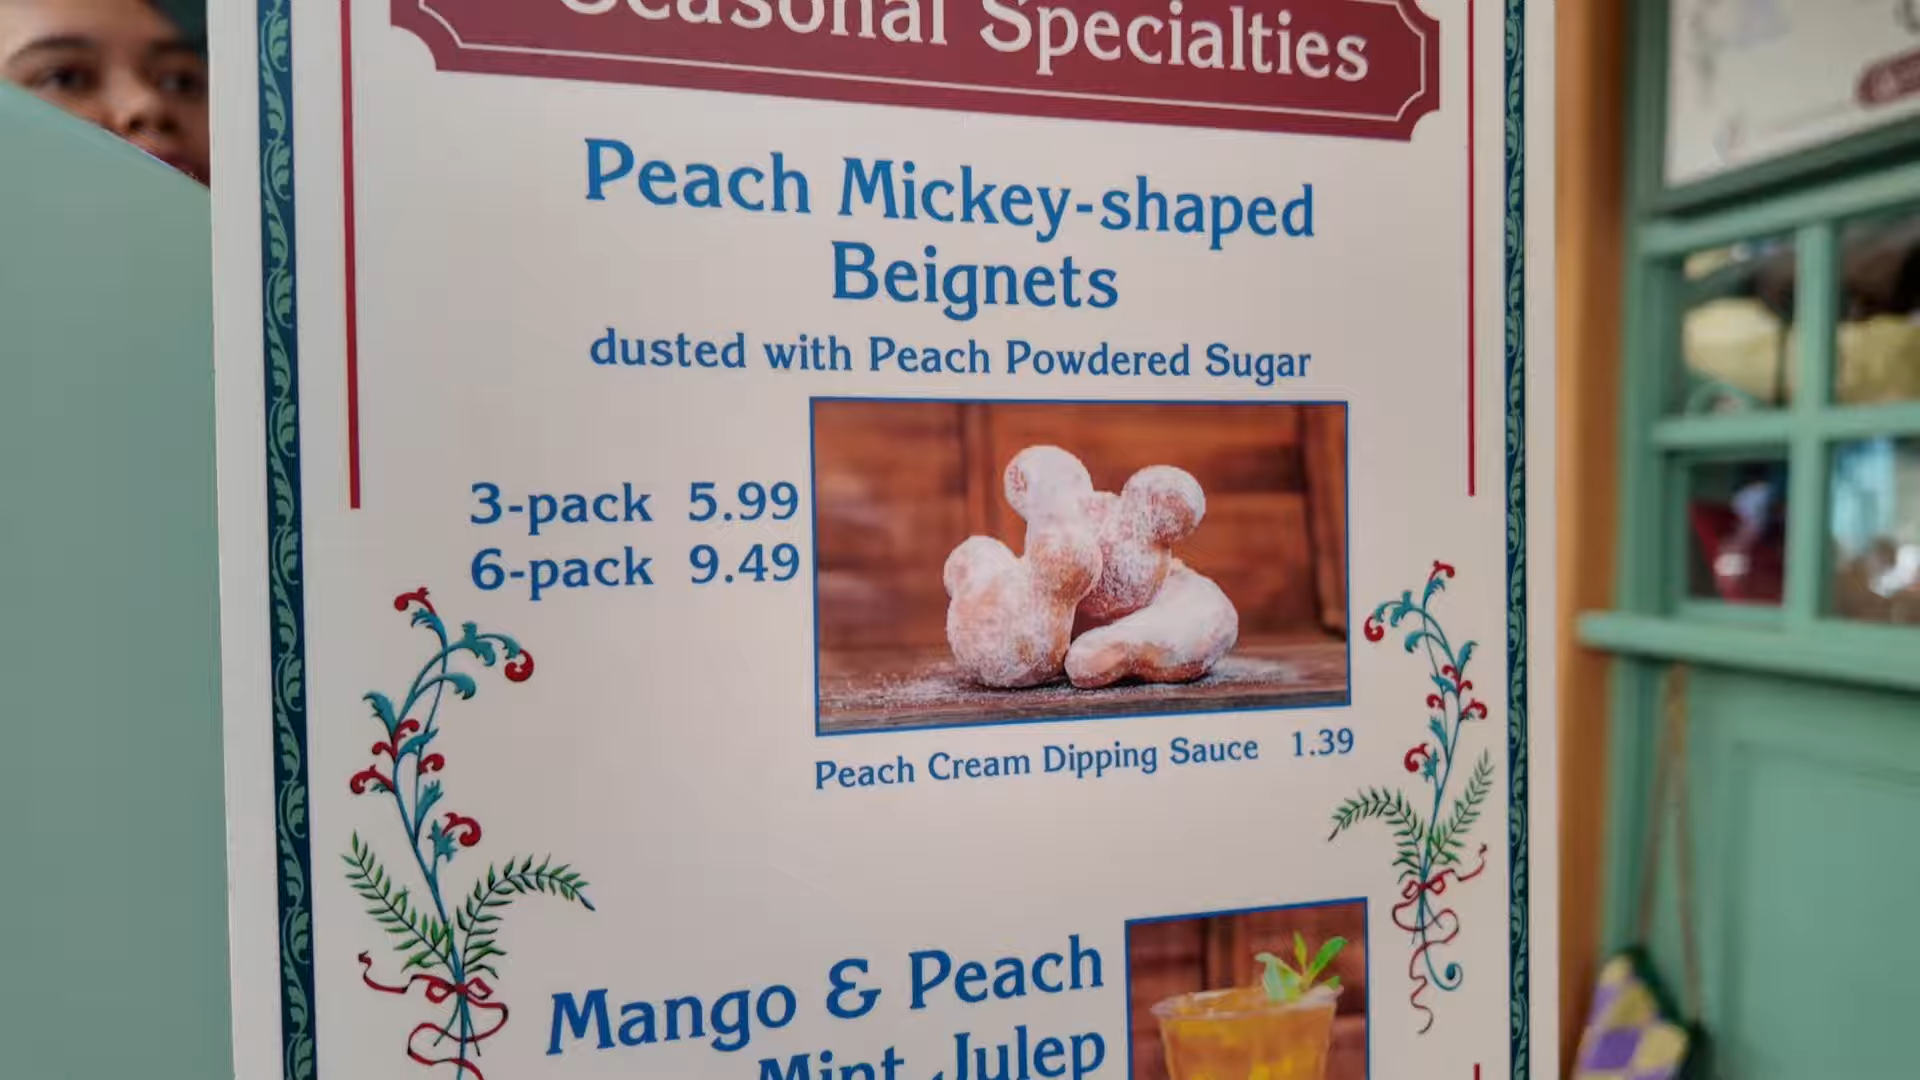 Seasonal Specialties
Peach Mickey-shaped
Beignets
dusted with Peach Powdered Sugar
3-pack 5.99
6-pack 9.49
Peach Cream Dipping Sauce 1.39
Mango & Peach
Mint Julep